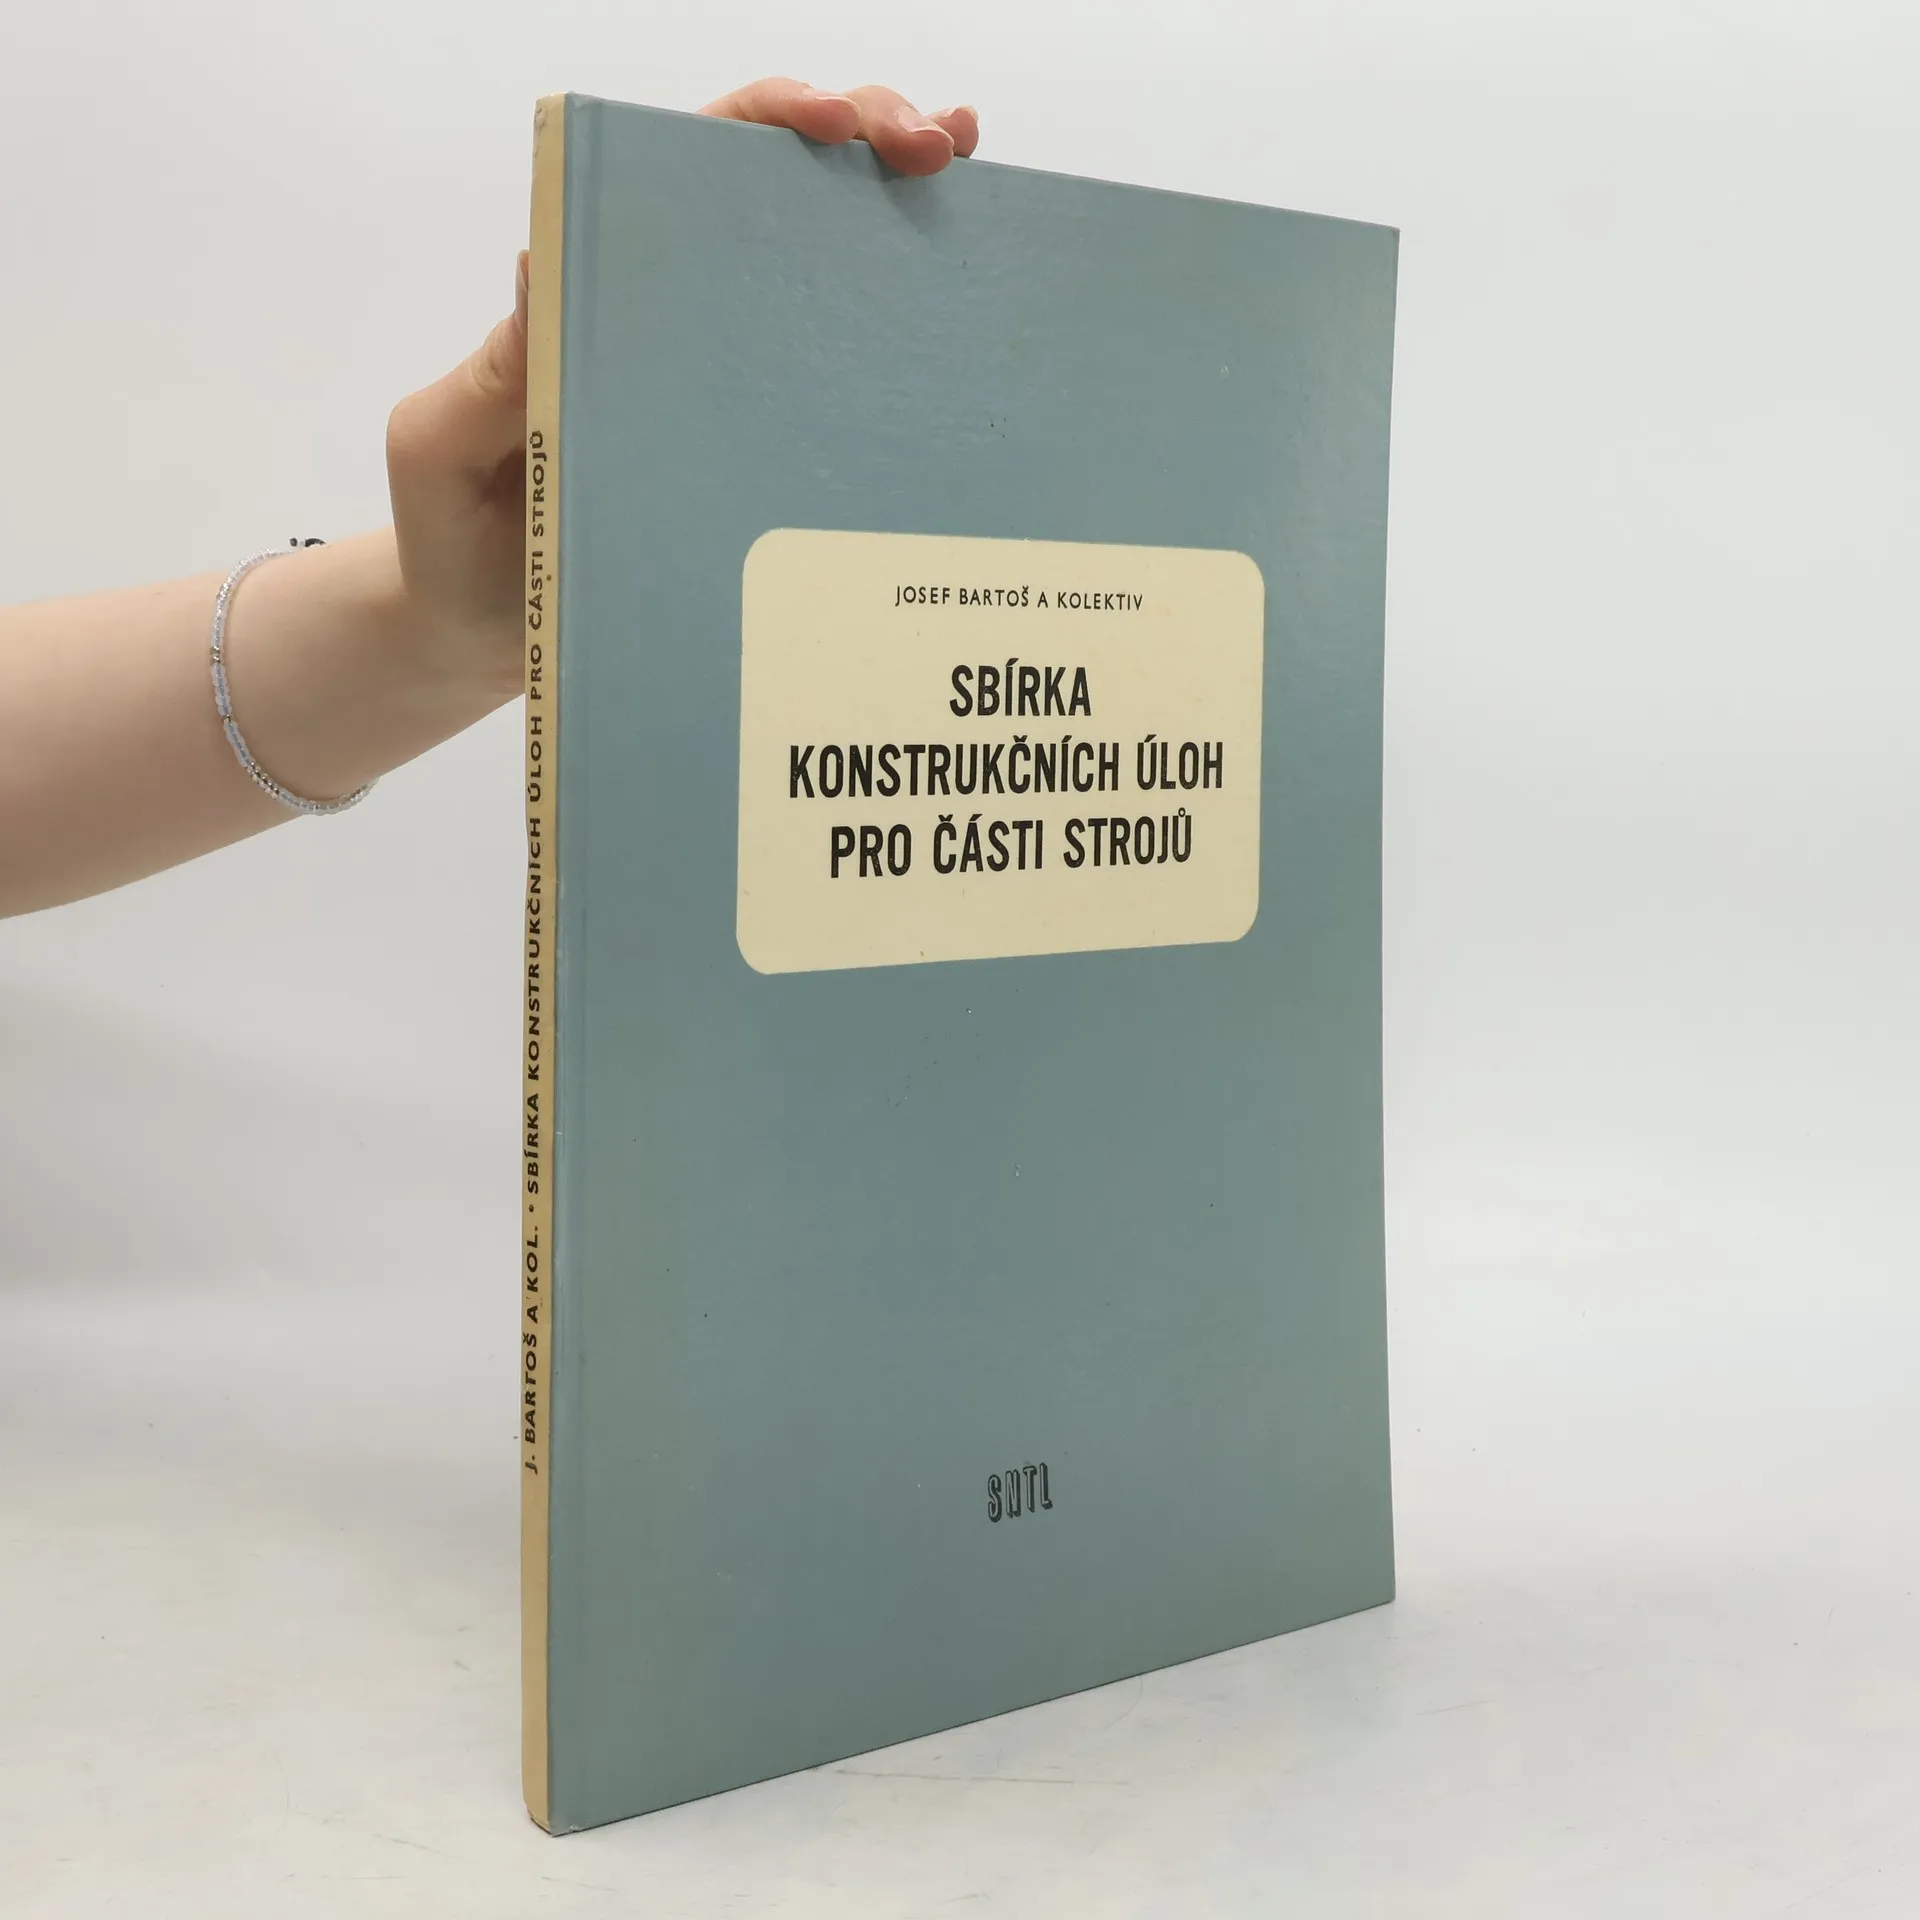 JOSEF BARTOŠ A KOLEKTIV
SBÍRKA
KONSTRUKČNÍCH ÚLOH
PRO ČÁSTI STROJŮ
SNTL
J. BARTOŠ A KOL. • SBÍRKA KONSTRUKČNÍCH ÚLOH PRO ČÁSTI STROJŮ